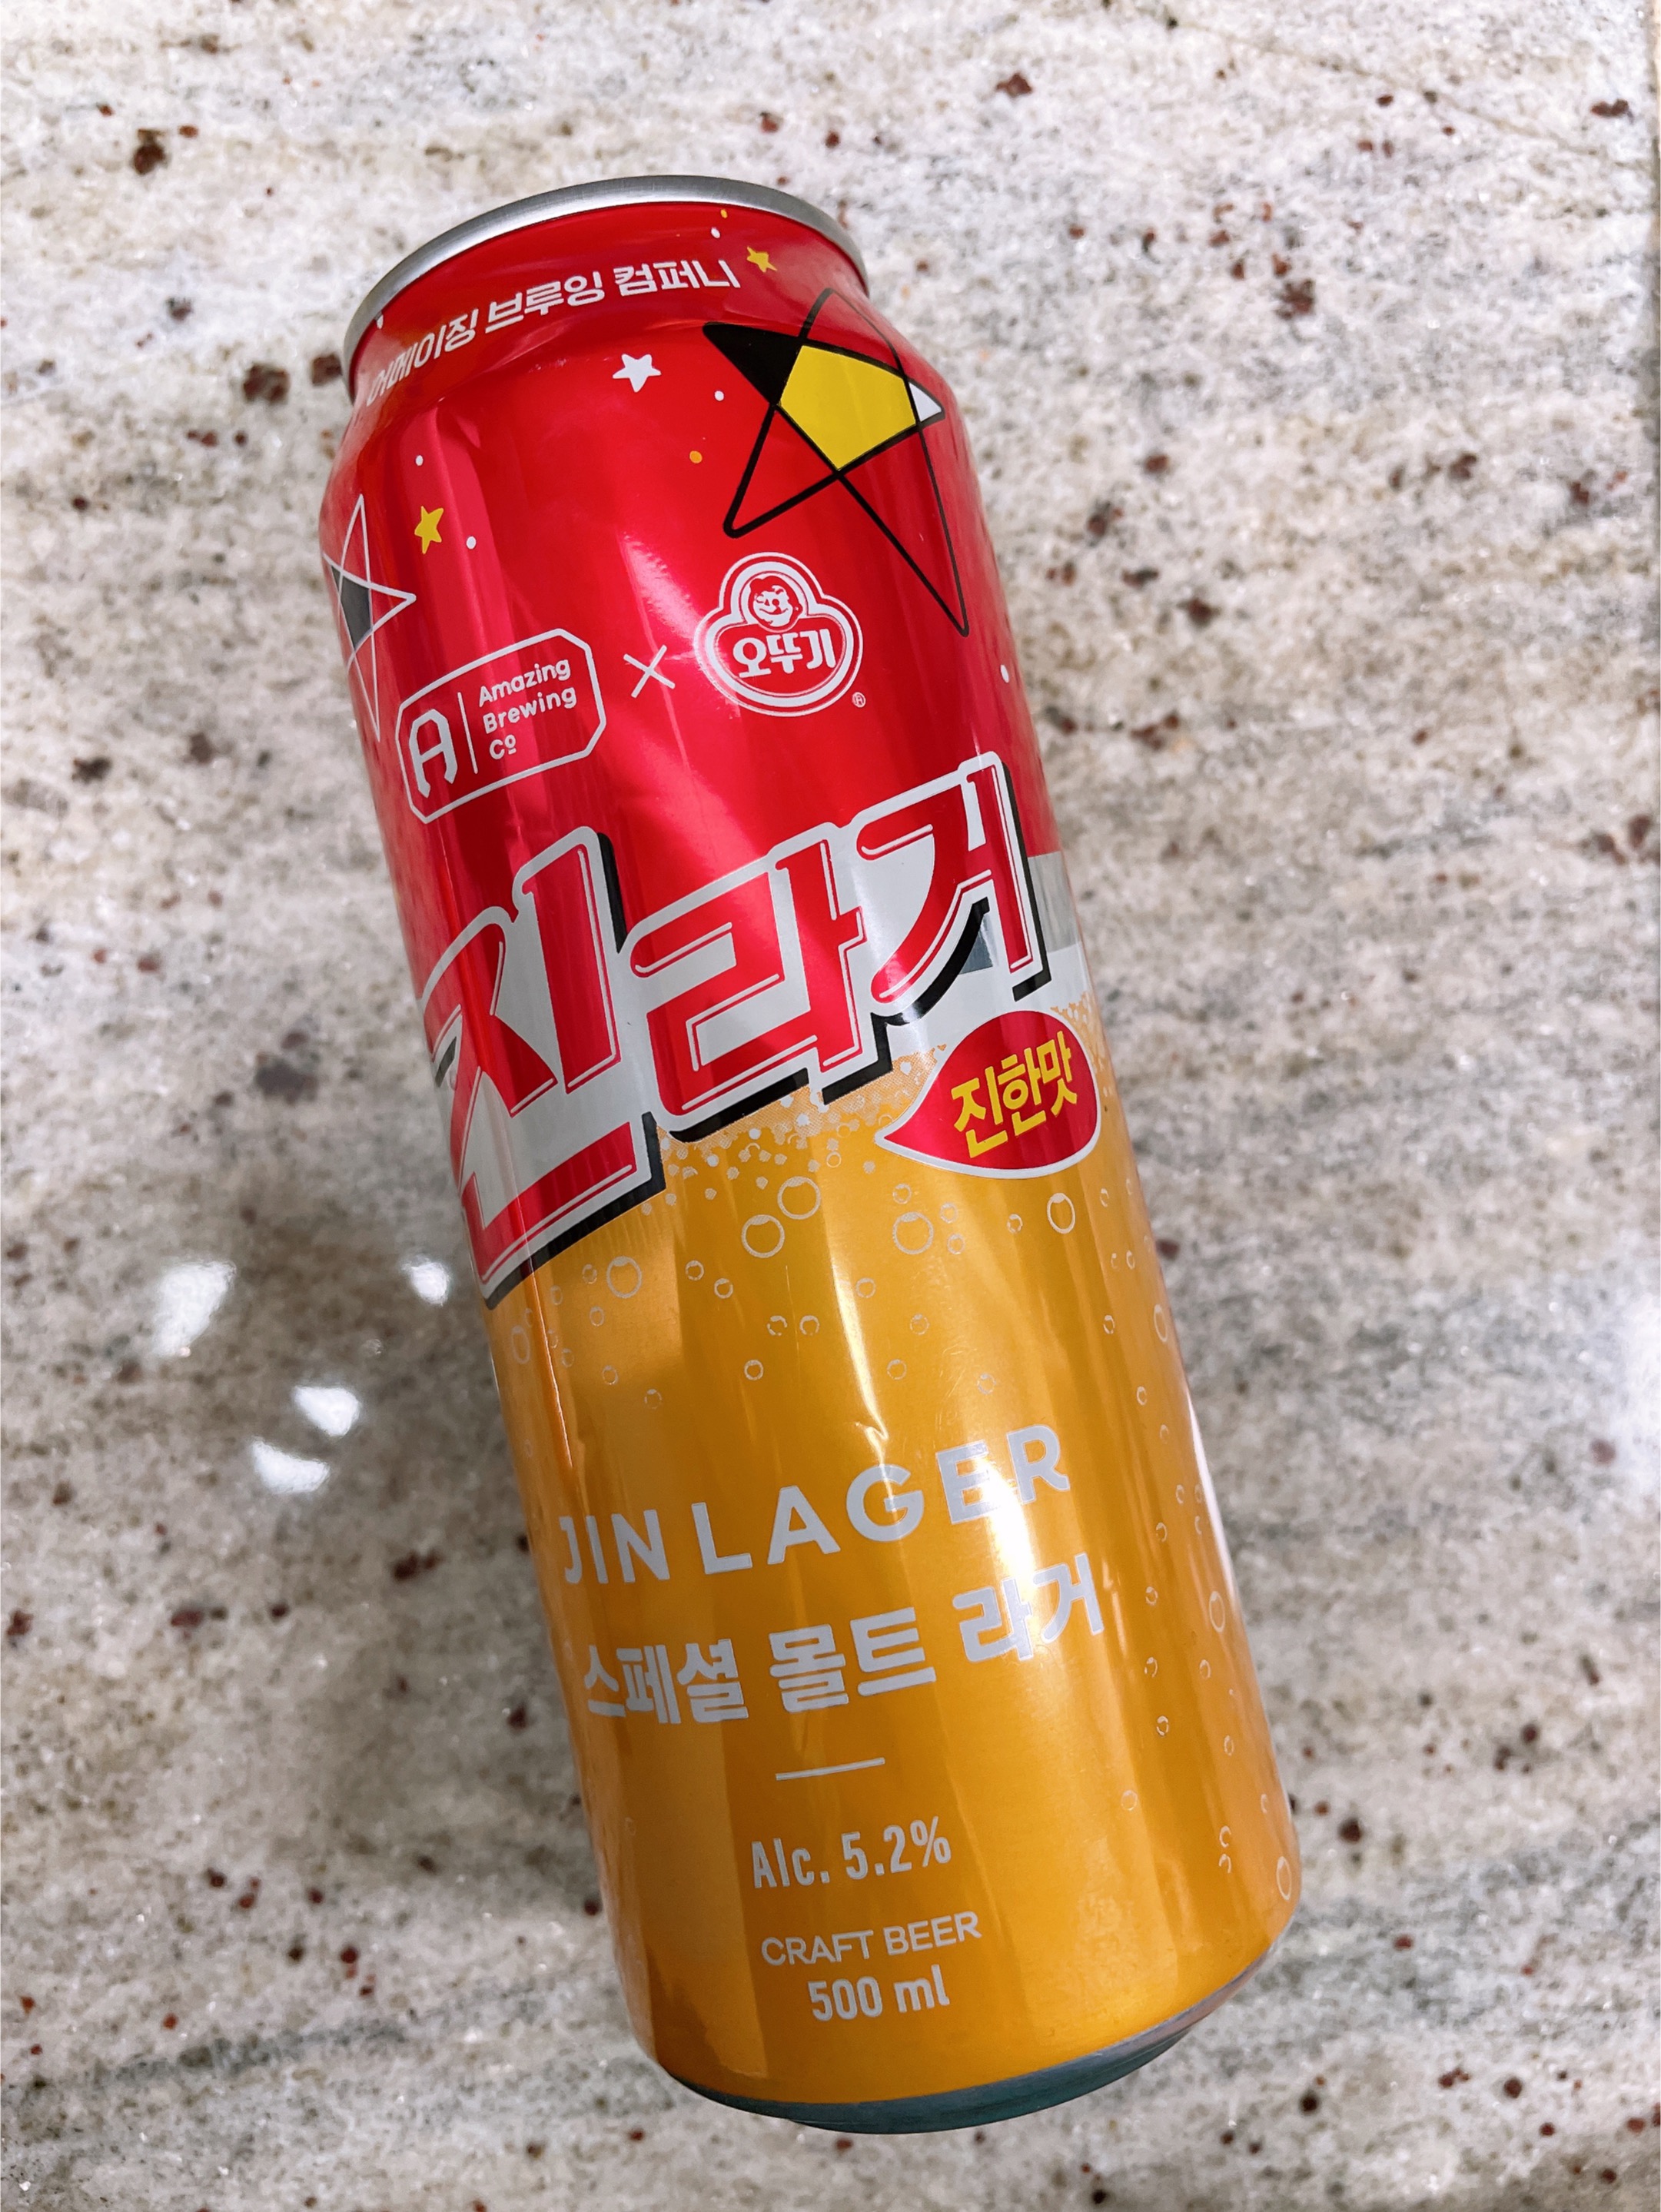 어메이징 브루잉 컴퍼니
A
Amazing
Brewing
Co
×
오뚜기
®
진라거
진한맛
JIN LAGER
스페셜 몰트 라거
Alc. 5.2%
CRAFT BEER
500 ml